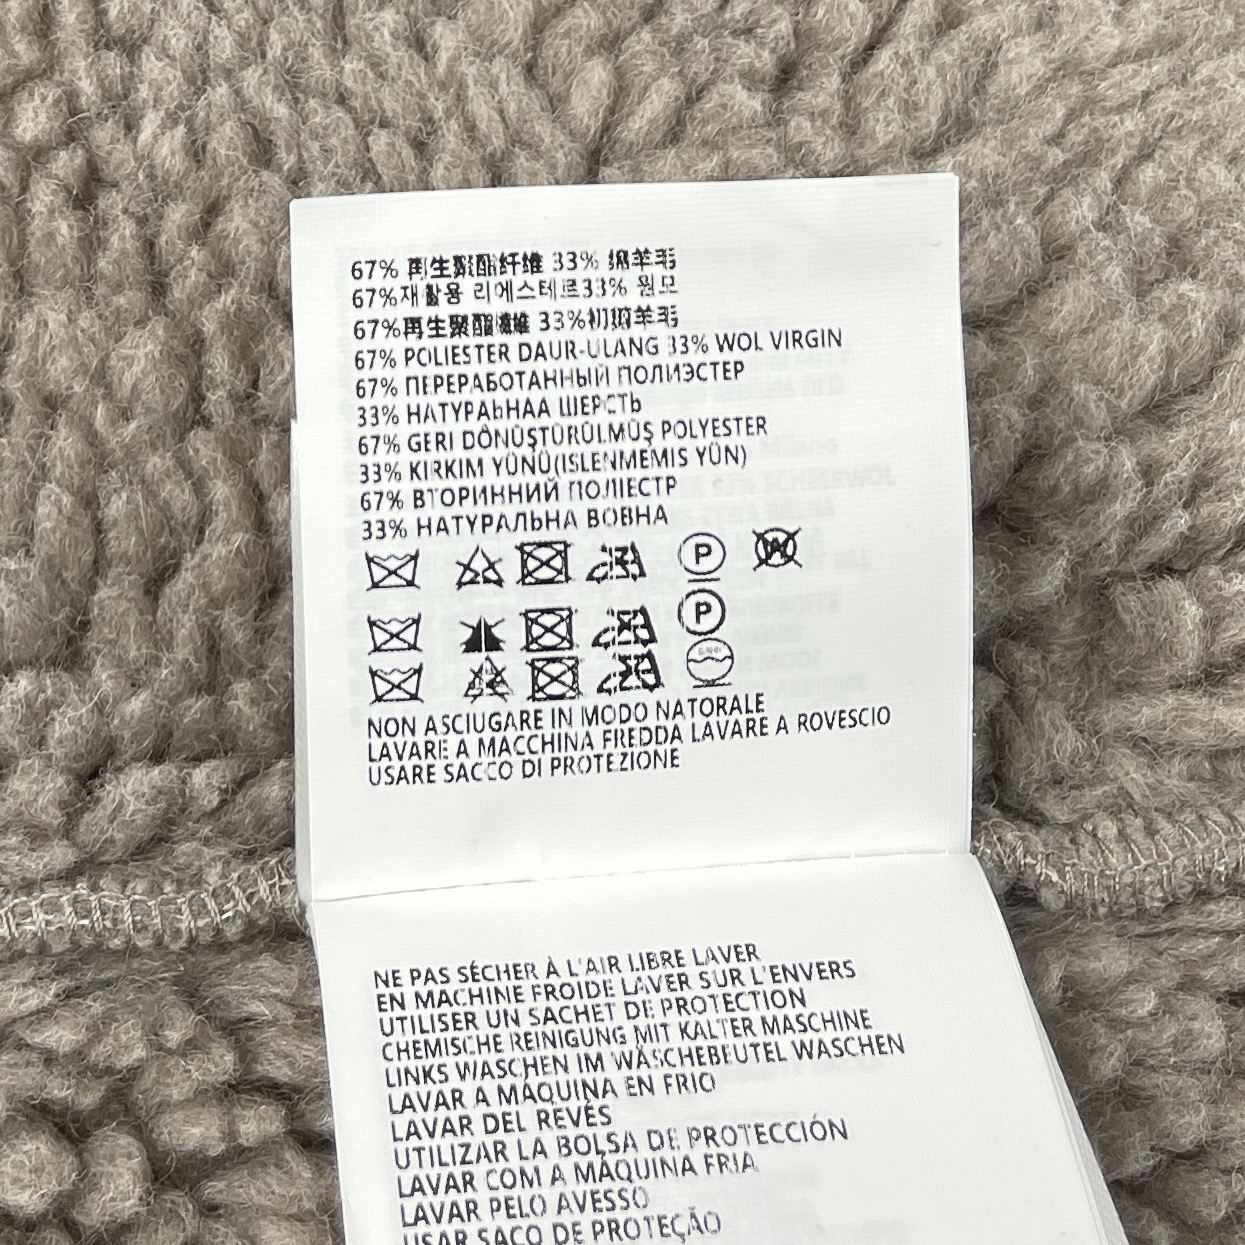 67% 再生聚酯纤维 33% 绵羊毛
67%재활용 리에스테르33% 원모
67%再生聚酯纖維 33%初剪羊毛
67% POLIESTER DAUR-ULANG 33% WOL VIRGIN
67% ПЕРЕРАБОТАННЫЙ ПОЛИЭСТЕР
33% НАТУРАЬНАА ШЕРСТЬ
67% GERI DÔNÜŞTÜRÜLMÜŞ POLYESTER
33% KIRKIM YÜNÜ(ISLENMEMIS YÜN)
67% ВТОРИННИЙ ПОЛІЕСТР
33% НАТУРАЛЬНА ВОВНА
P W
P
NON ASCIUGARE IN MODO NATORALE
LAVARE A MACCHINA FREDDA LAVARE A ROVESCIO
USARE SACCO DI PROTEZIONE
NE PAS SÉCHER À L'AIR LIBRE LAVER
EN MACHINE FROIDE LAVER SUR L'ENVERS
UTILISER UN SACHET DE PROTECTION
CHEMISCHE REINIGUNG MIT KALTER MASCHINE
LINKS WASCHEN IM WÄSCHEBEUTEL WASCHEN
LAVAR A MÁQUINA EN FRIO
LAVAR DEL REVÉS
UTILIZAR LA BOLSA DE PROTECCIÓN
LAVAR COM A MÁQUINA FRIA
LAVAR PELO AVESSO
USAR SACO DE PROTEÇÃO